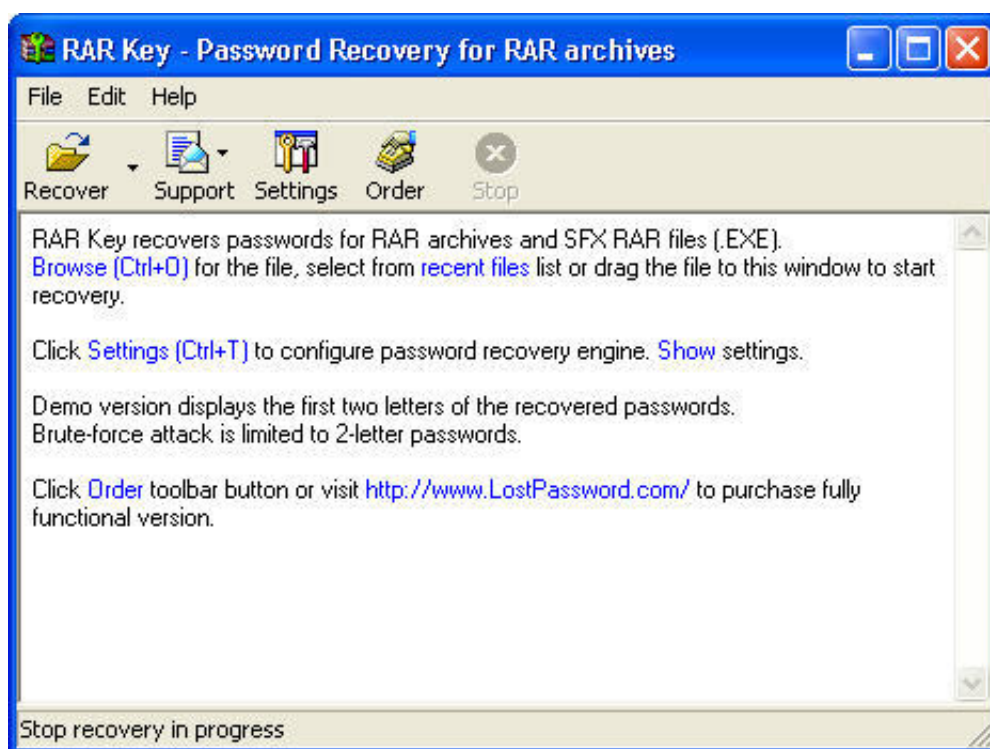 RAR Key - Password Recovery for RAR archives
File Edit Help
Recover Support Settings Order Stop
RAR Key recovers passwords for RAR archives and SFX RAR files (.EXE).
Browse (Ctrl+O) for the file, select from recent files list or drag the file to this window to start
recovery.
Click Settings (Ctrl+T) to configure password recovery engine. Show settings.
Demo version displays the first two letters of the recovered passwords.
Brute-force attack is limited to 2-letter passwords.
Click Order toolbar button or visit http://www.LostPassword.com/ to purchase fully
functional version.
Stop recovery in progress